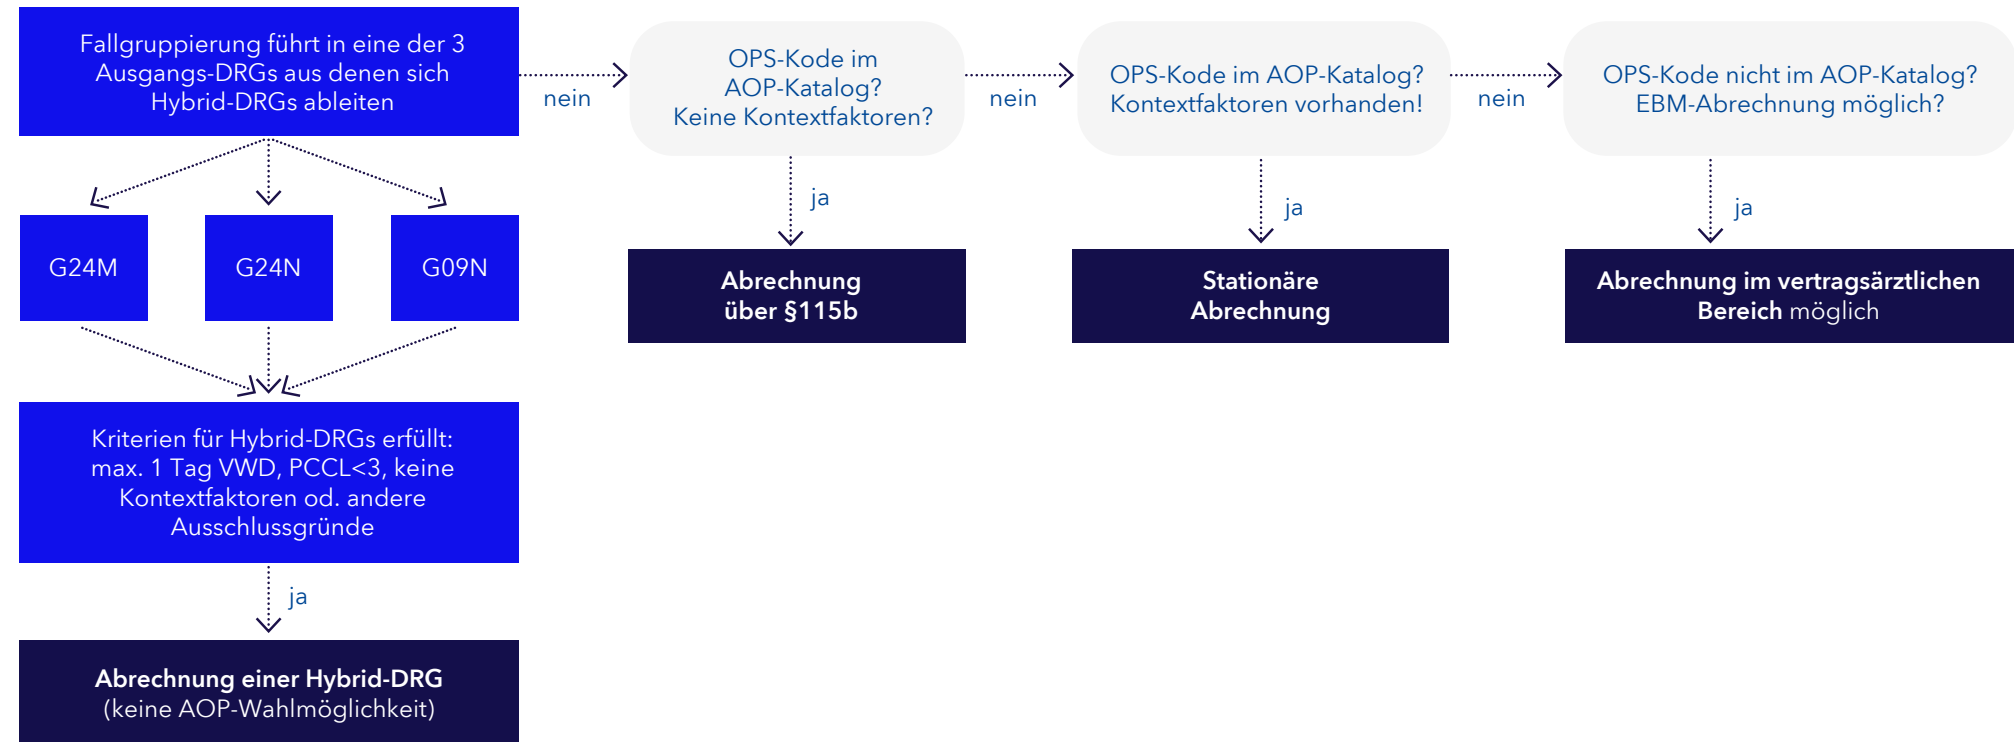 Fallgruppierung führt in eine der 3
Ausgangs-DRGs aus denen sich
Hybrid-DRGs ableiten
nein
OPS-Kode im
AOP-Katalog?
Keine Kontextfaktoren?
nein
OPS-Kode im AOP-Katalog?
Kontextfaktoren vorhanden!
nein
OPS-Kode nicht im AOP-Katalog?
EBM-Abrechnung möglich?
ja
ja
ja
G24M
G24N
G09N
Abrechnung
über §115b
Stationäre
Abrechnung
Abrechnung im vertragsärztlichen
Bereich möglich
Kriterien für Hybrid-DRGs erfüllt:
max. 1 Tag VWD, PCCL<3, keine
Kontextfaktoren od. andere
Ausschlussgründe
ja
Abrechnung einer Hybrid-DRG
(keine AOP-Wahlmöglichkeit)